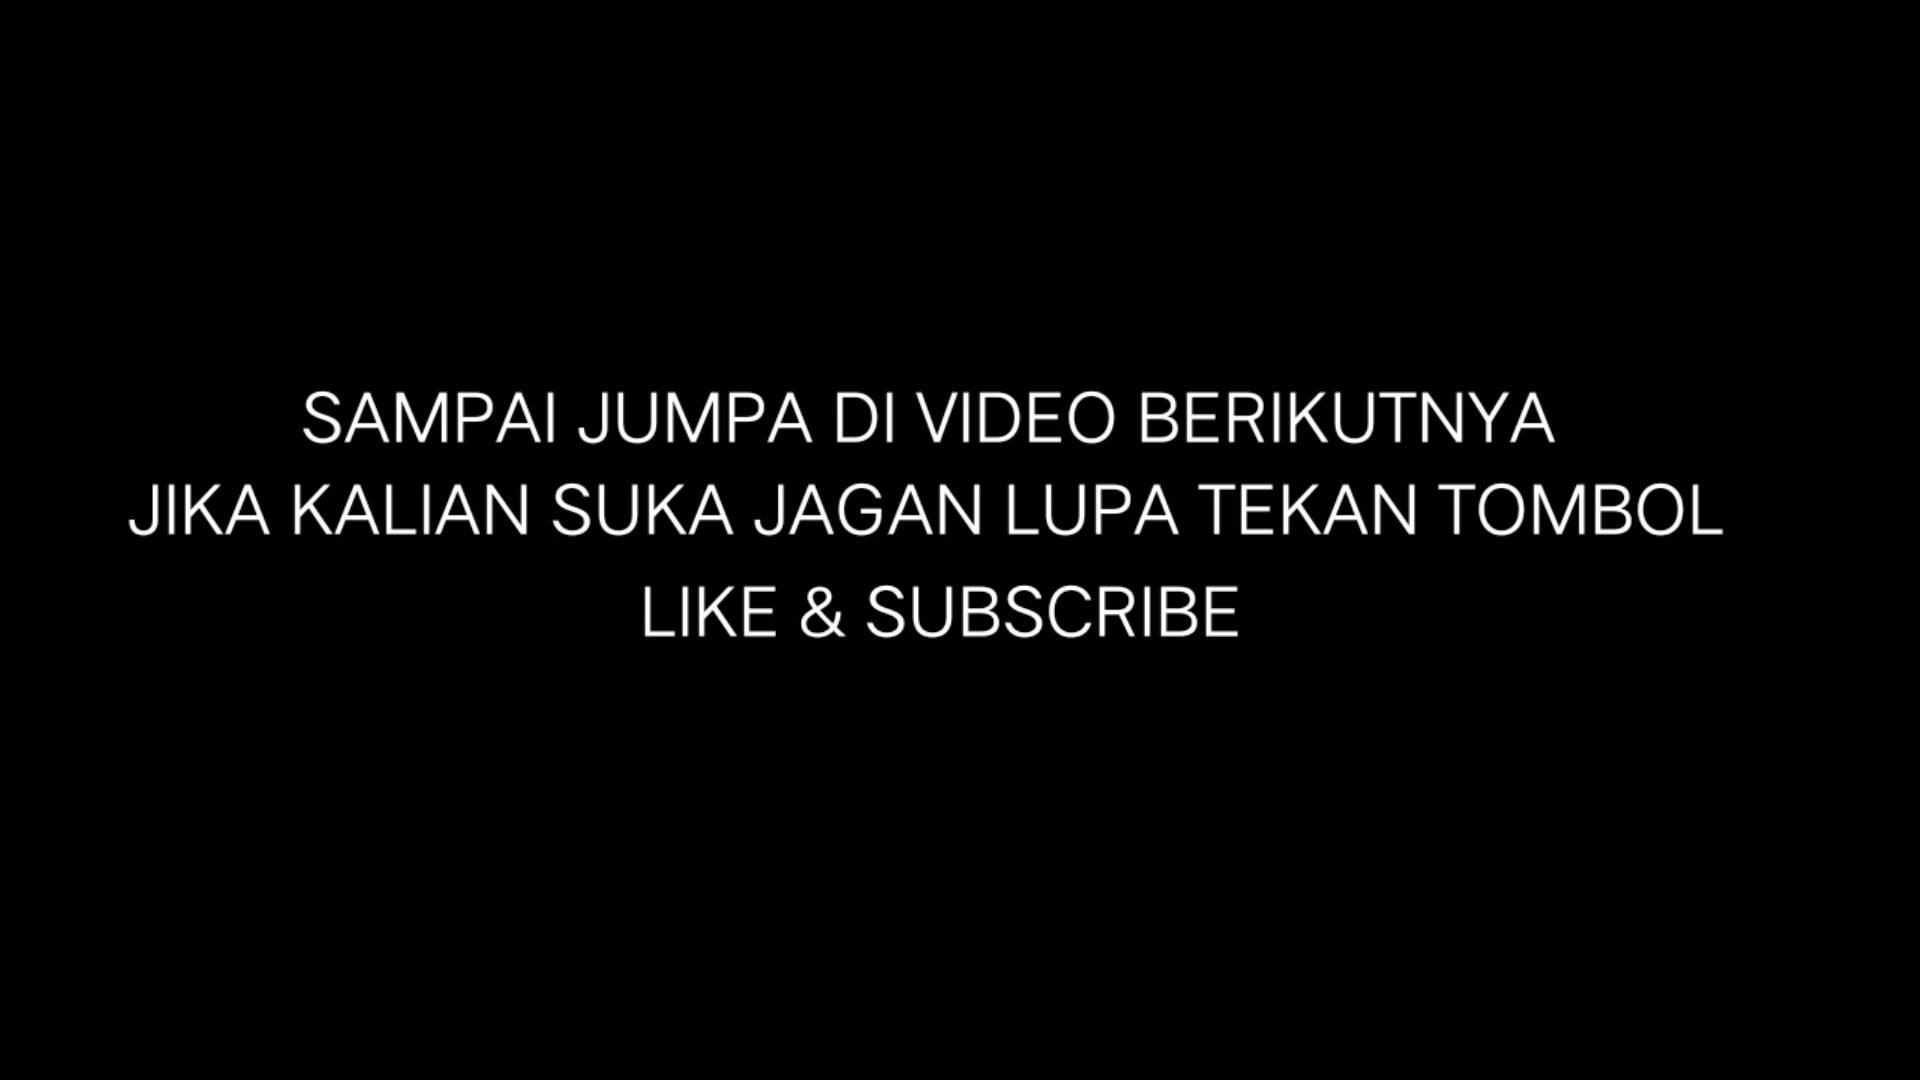 SAMPAI JUMPA DI VIDEO BERIKUTNYA
JIKA KALIAN SUKA JAGAN LUPA TEKAN TOMBOL
LIKE & SUBSCRIBE